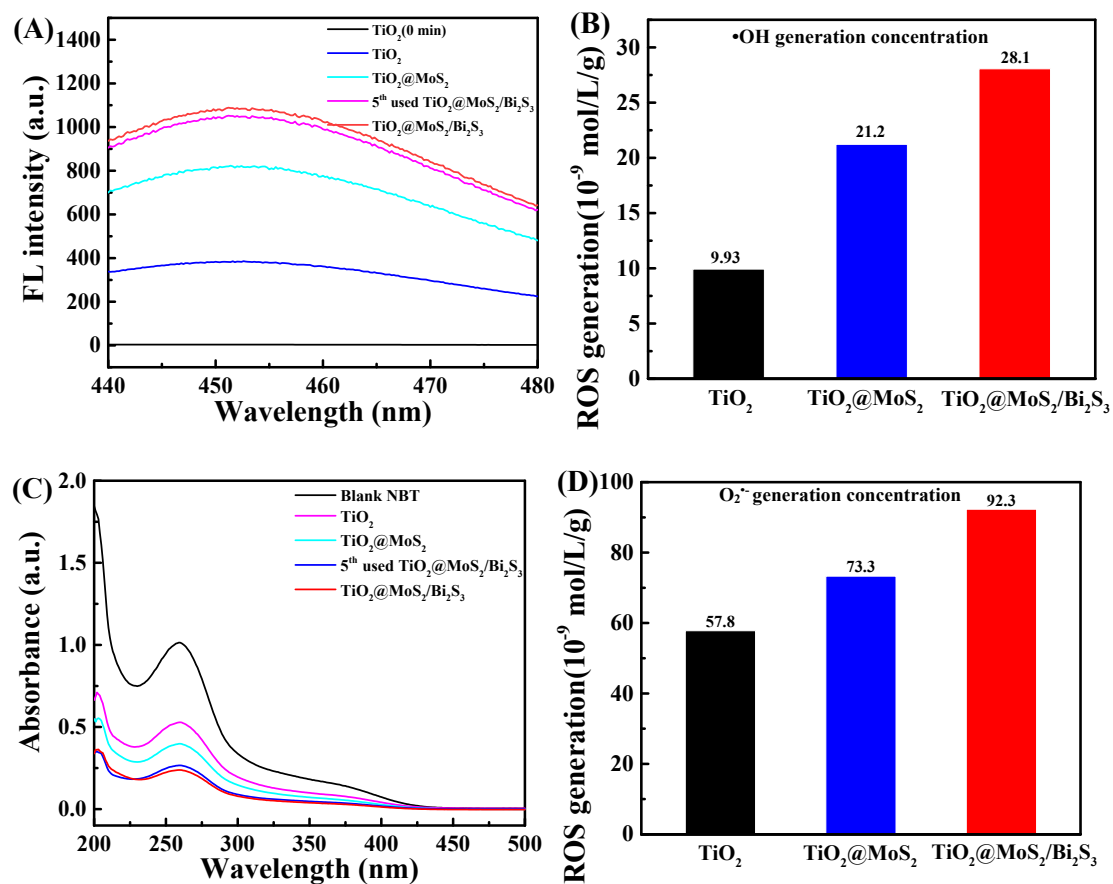 (A)
1400
1200
1000
800
600
400
200
0
FL intensity (a.u.)
TiO₂(0 min)
TiO₂
TiO₂@MoS₂
5ᵗʰ used TiO₂@MoS₂/Bi₂S₃
TiO₂@MoS₂/Bi₂S₃
440 450 460 470 480
Wavelength (nm)
(B)
30
25
20
15
10
5
0
ROS generation(10⁻⁹ mol/L/g)
•OH generation concentration
9.93
21.2
28.1
TiO₂ TiO₂@MoS₂ TiO₂@MoS₂/Bi₂S₃
(C)
2.0
1.5
1.0
0.5
0.0
Absorbance (a.u.)
Blank NBT
TiO₂
TiO₂@MoS₂
5ᵗʰ used TiO₂@MoS₂/Bi₂S₃
TiO₂@MoS₂/Bi₂S₃
200 250 300 350 400 450 500
Wavelength (nm)
(D)
100
80
60
40
20
0
ROS generation(10⁻⁹ mol/L/g)
O₂•⁻ generation concentration
57.8
73.3
92.3
TiO₂ TiO₂@MoS₂ TiO₂@MoS₂/Bi₂S₃